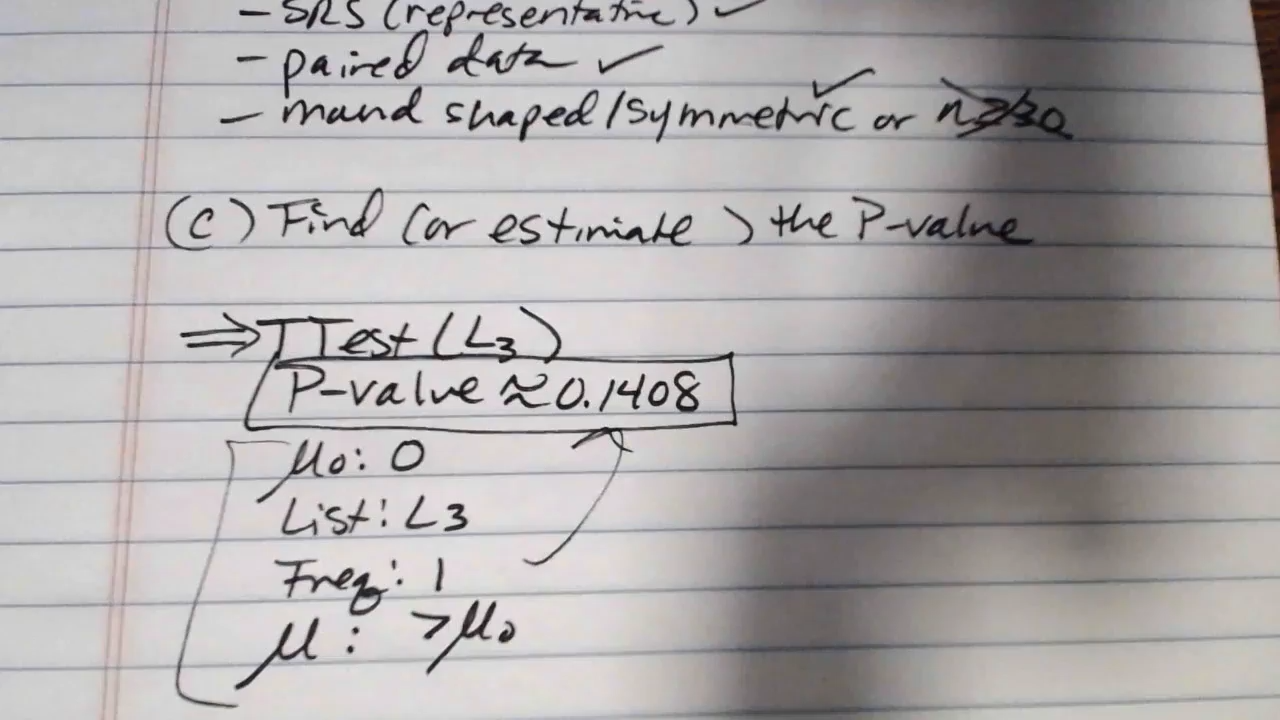 - SRS (representative) ✓
- paired data ✓
- mound shaped/symmetric ✓ or n≥30
(c) Find (or estimiate) the P-value
⇒ TTest (L3)
P-value ≈ 0.1408
μ0: 0
List: L3
Freq: 1
μ: >μ0